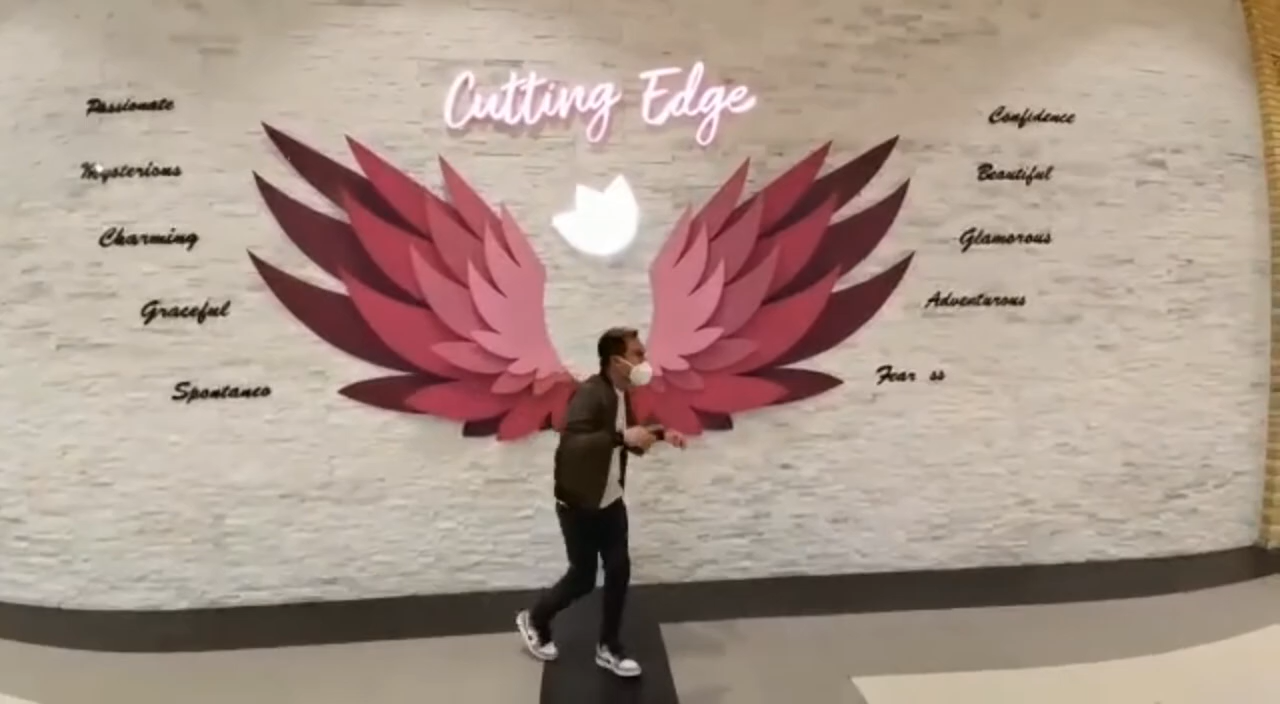 Cutting Edge
Passionate
Mysterious
Charming
Graceful
Spontaneo
Confidence
Beautiful
Glamorous
Adventurous
Fear ss